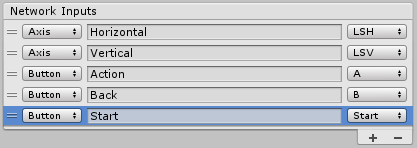 Network Inputs
Axis Horizontal LSH
Axis Vertical LSV
Button Action A
Button Back B
Button Start Start
+ −